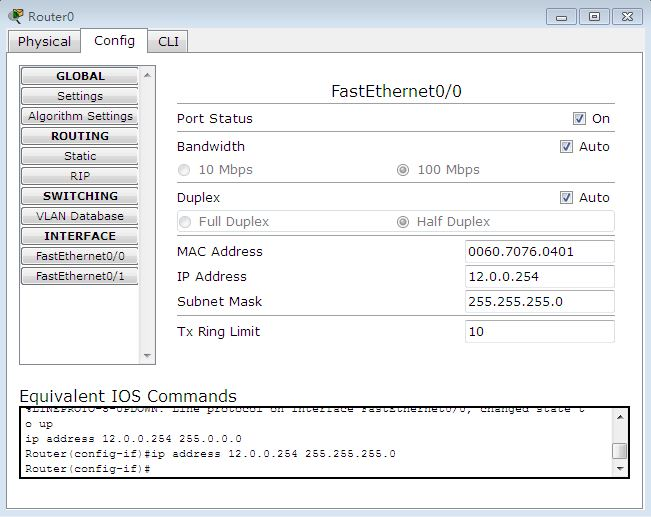 Router0
Physical Config CLI
GLOBAL
Settings
Algorithm Settings
ROUTING
Static
RIP
SWITCHING
VLAN Database
INTERFACE
FastEthernet0/0
FastEthernet0/1
FastEthernet0/0
Port Status On
Bandwidth Auto
10 Mbps 100 Mbps
Duplex Auto
Full Duplex Half Duplex
MAC Address 0060.7076.0401
IP Address 12.0.0.254
Subnet Mask 255.255.255.0
Tx Ring Limit 10
Equivalent IOS Commands
%LINEPROTO-5-UPDOWN: Line protocol on Interface FastEthernet0/0, changed state t
o up
ip address 12.0.0.254 255.0.0.0
Router(config-if)#ip address 12.0.0.254 255.255.255.0
Router(config-if)#